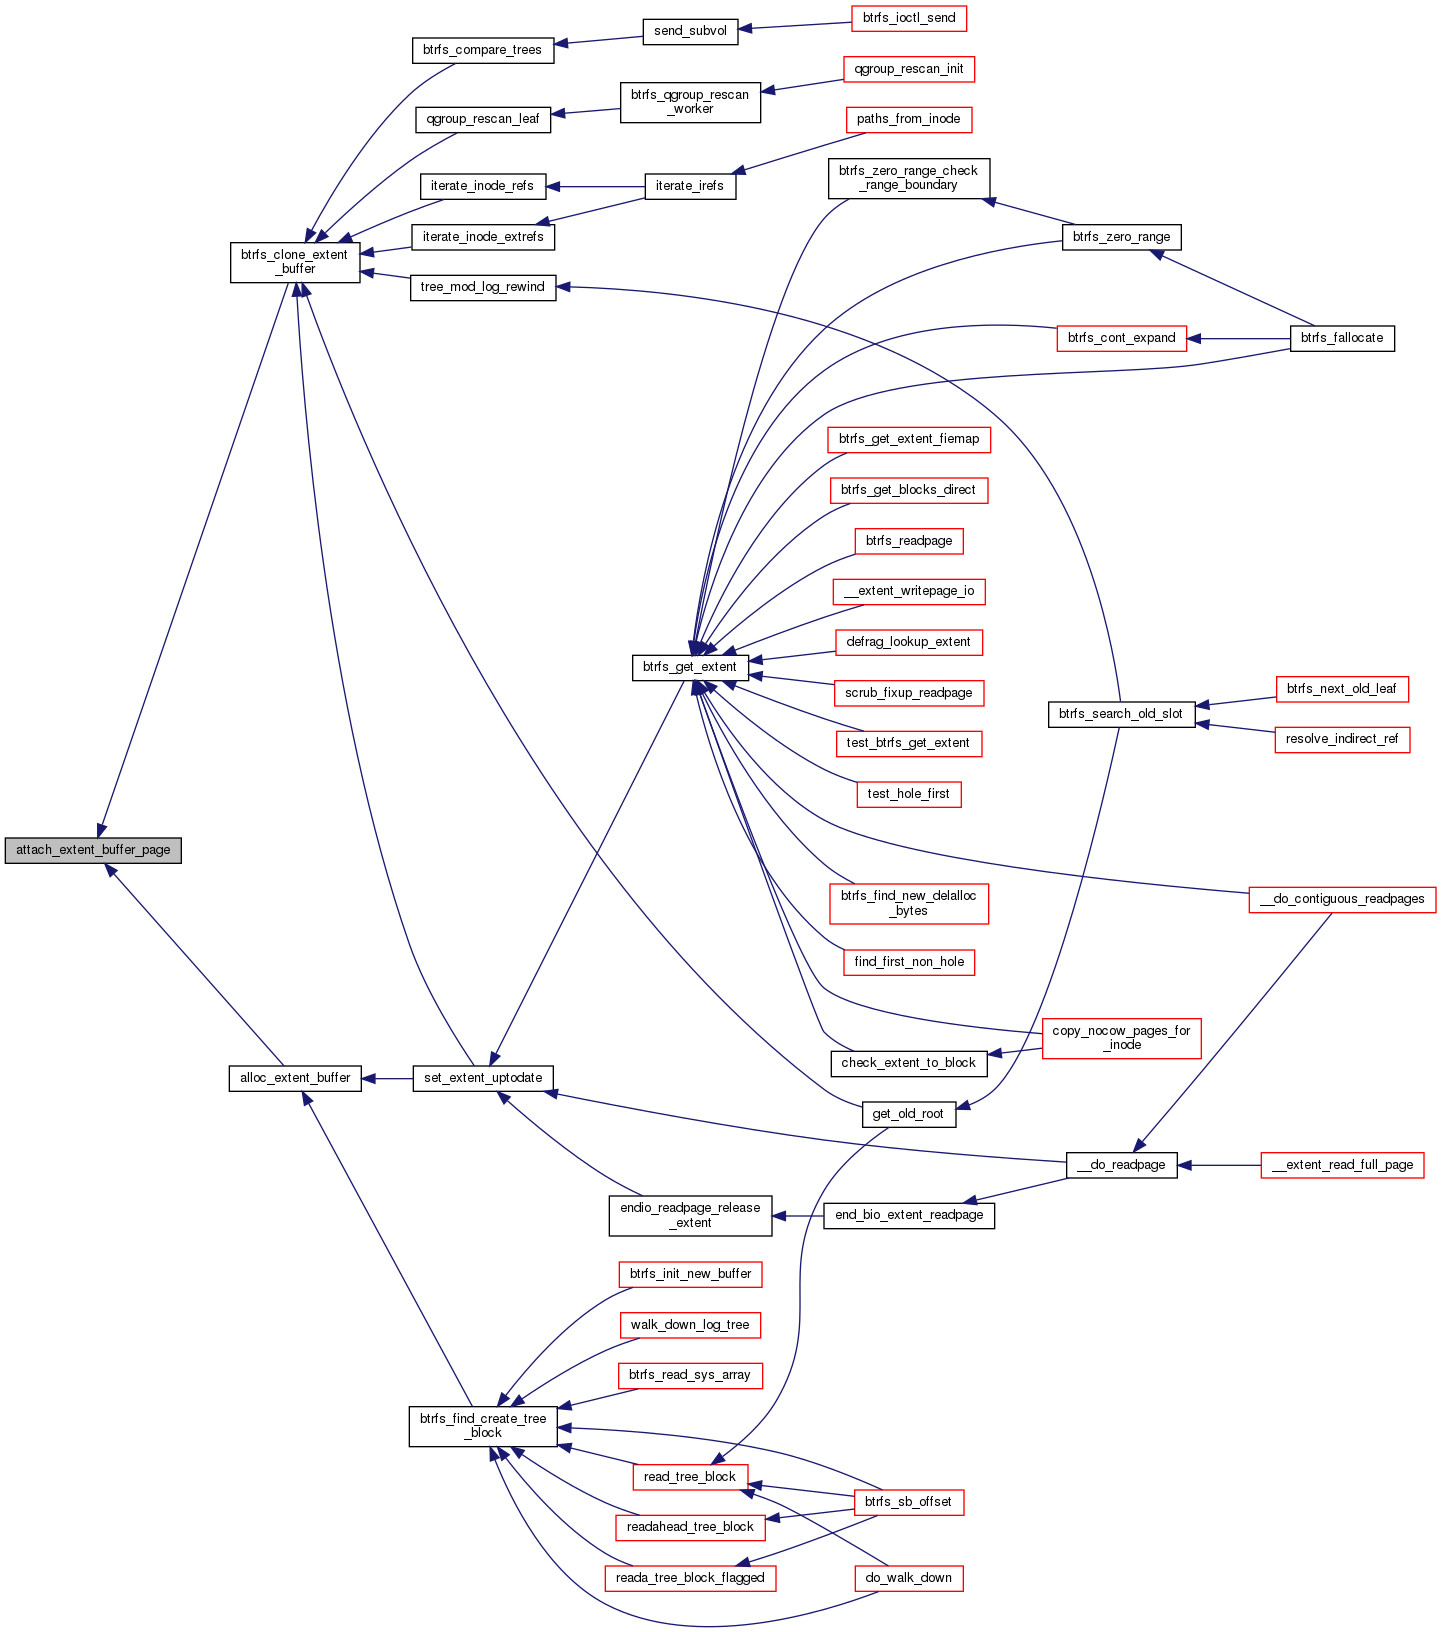 btrfs_ioctl_send
send_subvol
btrfs_compare_trees
qgroup_rescan_init
btrfs_qgroup_rescan
_worker
qgroup_rescan_leaf
paths_from_inode
btrfs_zero_range_check
_range_boundary
iterate_inode_refs
iterate_irefs
iterate_inode_extrefs
btrfs_zero_range
btrfs_clone_extent
_buffer
tree_mod_log_rewind
btrfs_cont_expand
btrfs_fallocate
btrfs_get_extent_fiemap
btrfs_get_blocks_direct
btrfs_readpage
__extent_writepage_io
defrag_lookup_extent
btrfs_get_extent
scrub_fixup_readpage
btrfs_next_old_leaf
btrfs_search_old_slot
resolve_indirect_ref
test_btrfs_get_extent
test_hole_first
attach_extent_buffer_page
btrfs_find_new_delalloc
_bytes
__do_contiguous_readpages
find_first_non_hole
copy_nocow_pages_for
_inode
check_extent_to_block
alloc_extent_buffer
set_extent_uptodate
get_old_root
__do_readpage
__extent_read_full_page
endio_readpage_release
_extent
end_bio_extent_readpage
btrfs_init_new_buffer
walk_down_log_tree
btrfs_read_sys_array
btrfs_find_create_tree
_block
read_tree_block
btrfs_sb_offset
readahead_tree_block
reada_tree_block_flagged
do_walk_down